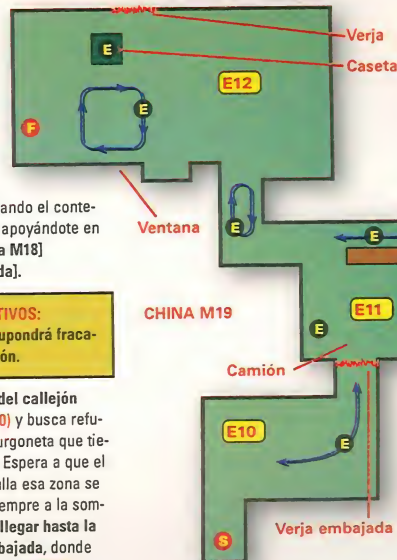 Verja
Caseta
E
E12
E
F
E
Ventana
E
E11
E
CHINA M19
Camión
E10
E
S
Verja embajada
ando el conte-
apoyándote en
a M18]
da].
TIVOS:
upondrá fraca-
ón.
del callejón
0) y busca refu-
urgoneta que tie-
Espera a que el
ulla esa zona se
empre a la som-
llegar hasta la
bajada, donde